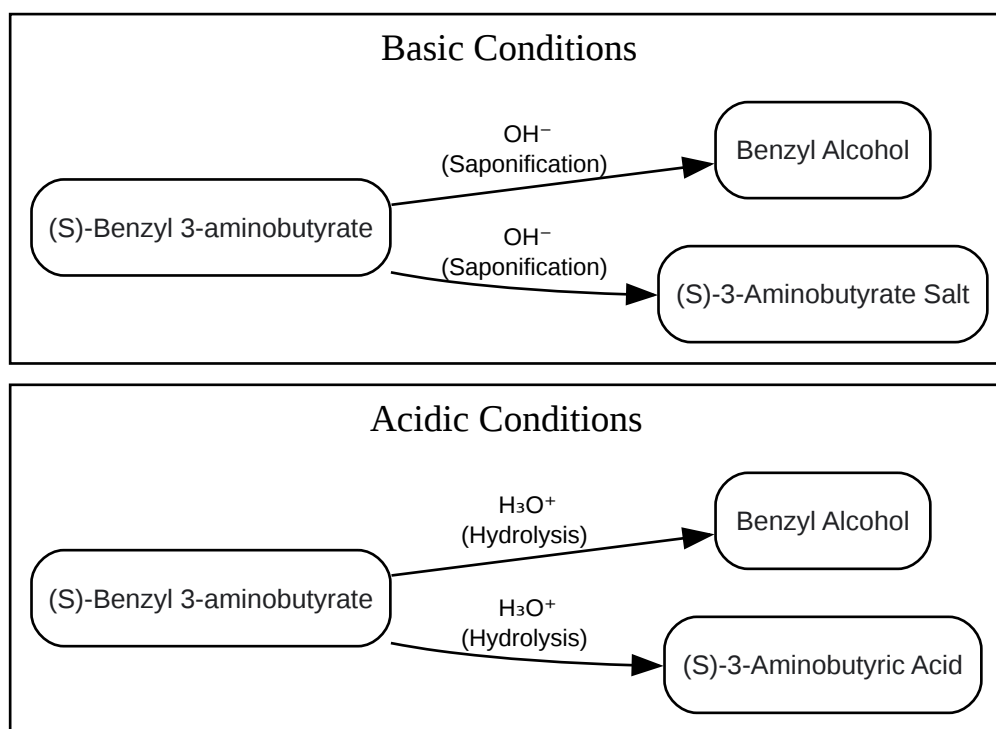 Basic Conditions
OH⁻
(Saponification)
Benzyl Alcohol
(S)-Benzyl 3-aminobutyrate
OH⁻
(Saponification)
(S)-3-Aminobutyrate Salt
Acidic Conditions
H₃O⁺
(Hydrolysis)
Benzyl Alcohol
(S)-Benzyl 3-aminobutyrate
H₃O⁺
(Hydrolysis)
(S)-3-Aminobutyric Acid